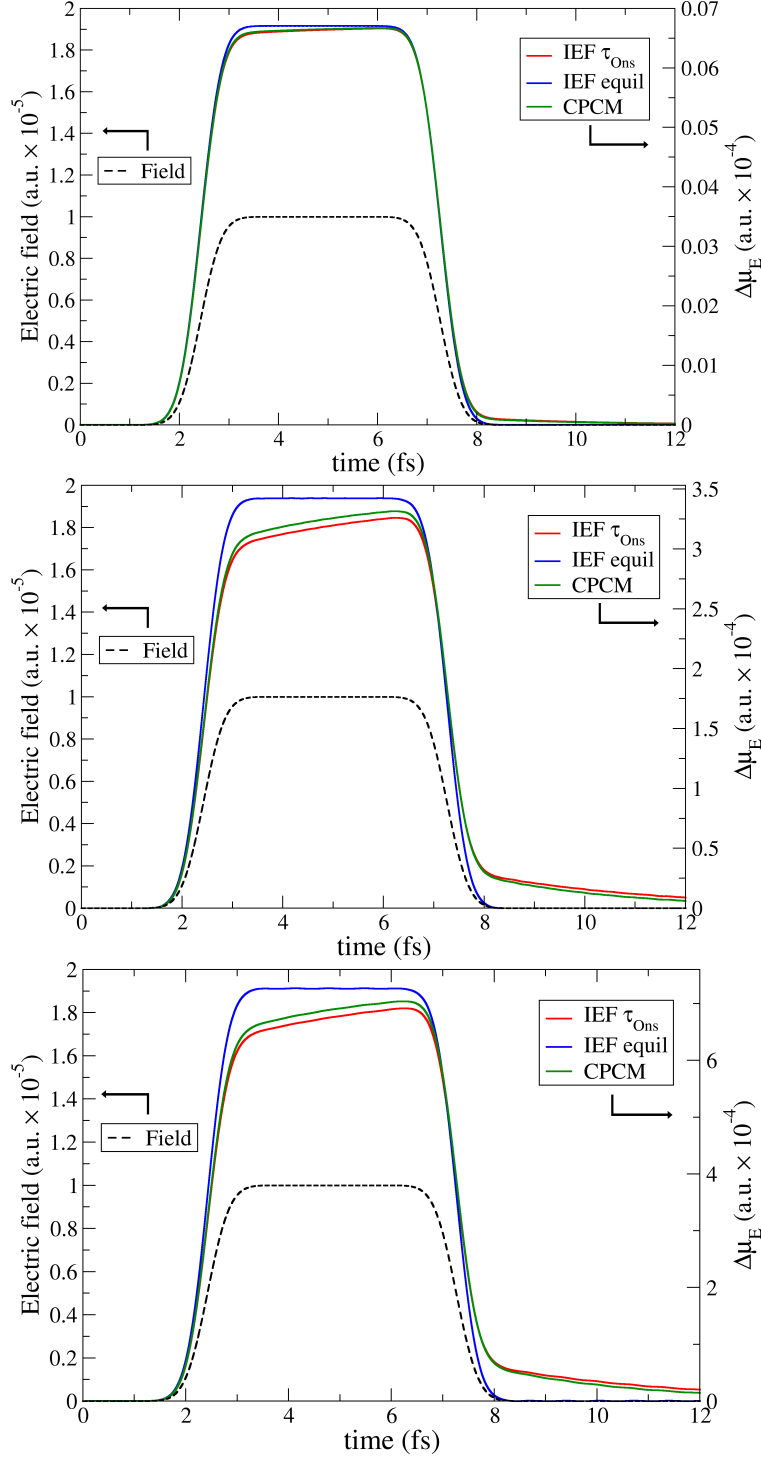 2
1.8
1.6
1.4
1.2
1
0.8
0.6
0.4
0.2
0
Electric field (a.u. × 10⁻⁵)
Field
IEF τOns
IEF equil
CPCM
0.07
0.06
0.05
0.04
0.03
0.02
0.01
0
ΔμE (a.u. × 10⁻⁴)
0 2 4 6 8 10 12
time (fs)
2
1.8
1.6
1.4
1.2
1
0.8
0.6
0.4
0.2
0
Electric field (a.u. × 10⁻⁵)
Field
IEF τOns
IEF equil
CPCM
3.5
3
2.5
2
1.5
1
0.5
0
ΔμE (a.u. × 10⁻⁴)
0 2 4 6 8 10 12
time (fs)
2
1.8
1.6
1.4
1.2
1
0.8
0.6
0.4
0.2
0
Electric field (a.u. × 10⁻⁵)
Field
IEF τOns
IEF equil
CPCM
6
4
2
0
ΔμE (a.u. × 10⁻⁴)
0 2 4 6 8 10 12
time (fs)